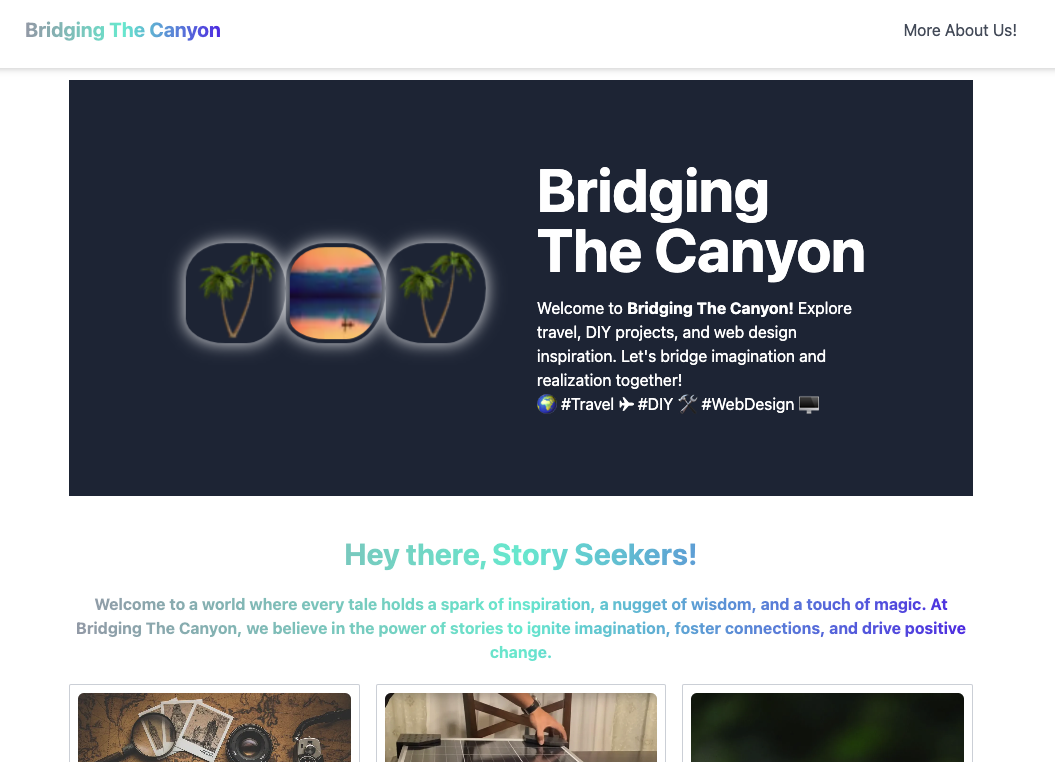 Bridging The Canyon
More About Us!
Bridging
The Canyon
Welcome to Bridging The Canyon! Explore
travel, DIY projects, and web design
inspiration. Let's bridge imagination and
realization together!
🌍 #Travel ✈ #DIY 🛠 #WebDesign 🖥
Hey there, Story Seekers!
Welcome to a world where every tale holds a spark of inspiration, a nugget of wisdom, and a touch of magic. At
Bridging The Canyon, we believe in the power of stories to ignite imagination, foster connections, and drive positive
change.